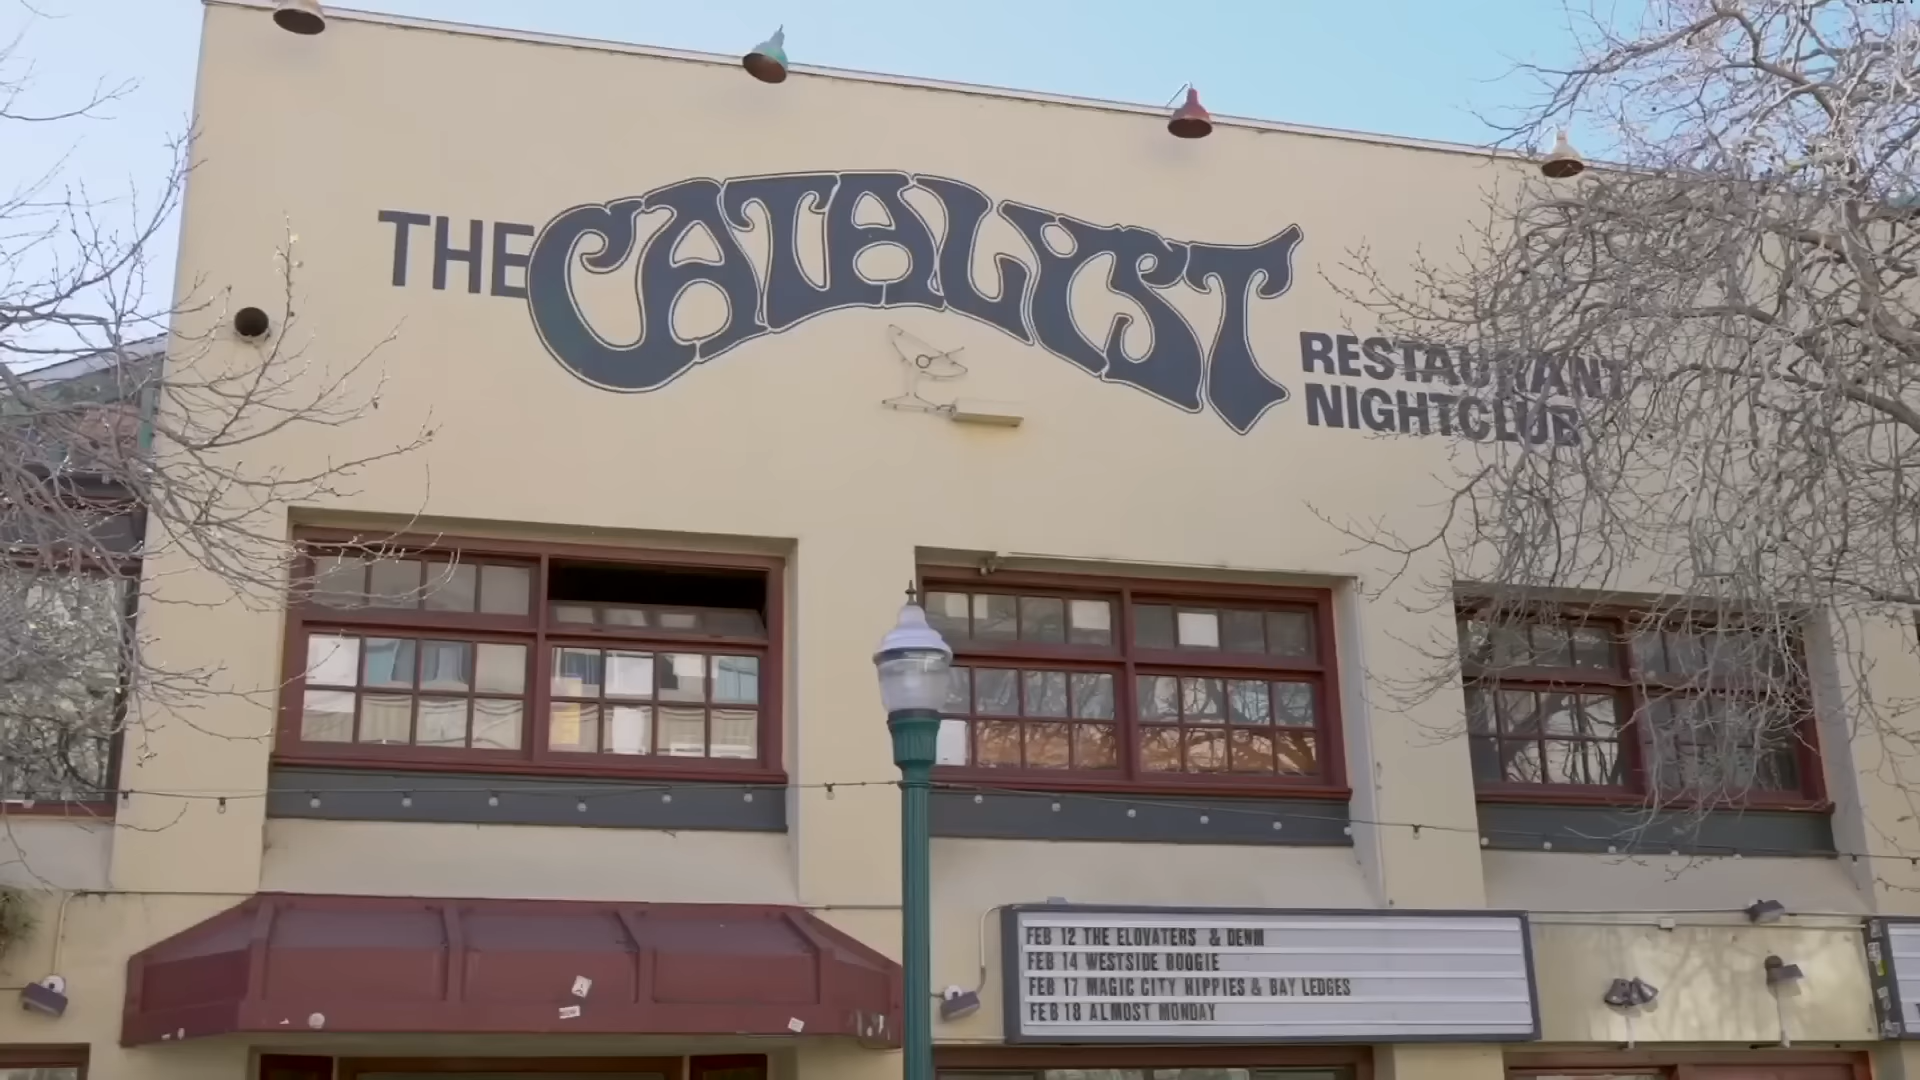 THE CATALYST
RESTAURANT
NIGHTCLUB
FEB 12 THE ELOVATERS & DENM
FEB 14 WESTSIDE BOOGIE
FEB 17 MAGIC CITY HIPPIES & BAY LEDGES
FEB 18 ALMOST MONDAY